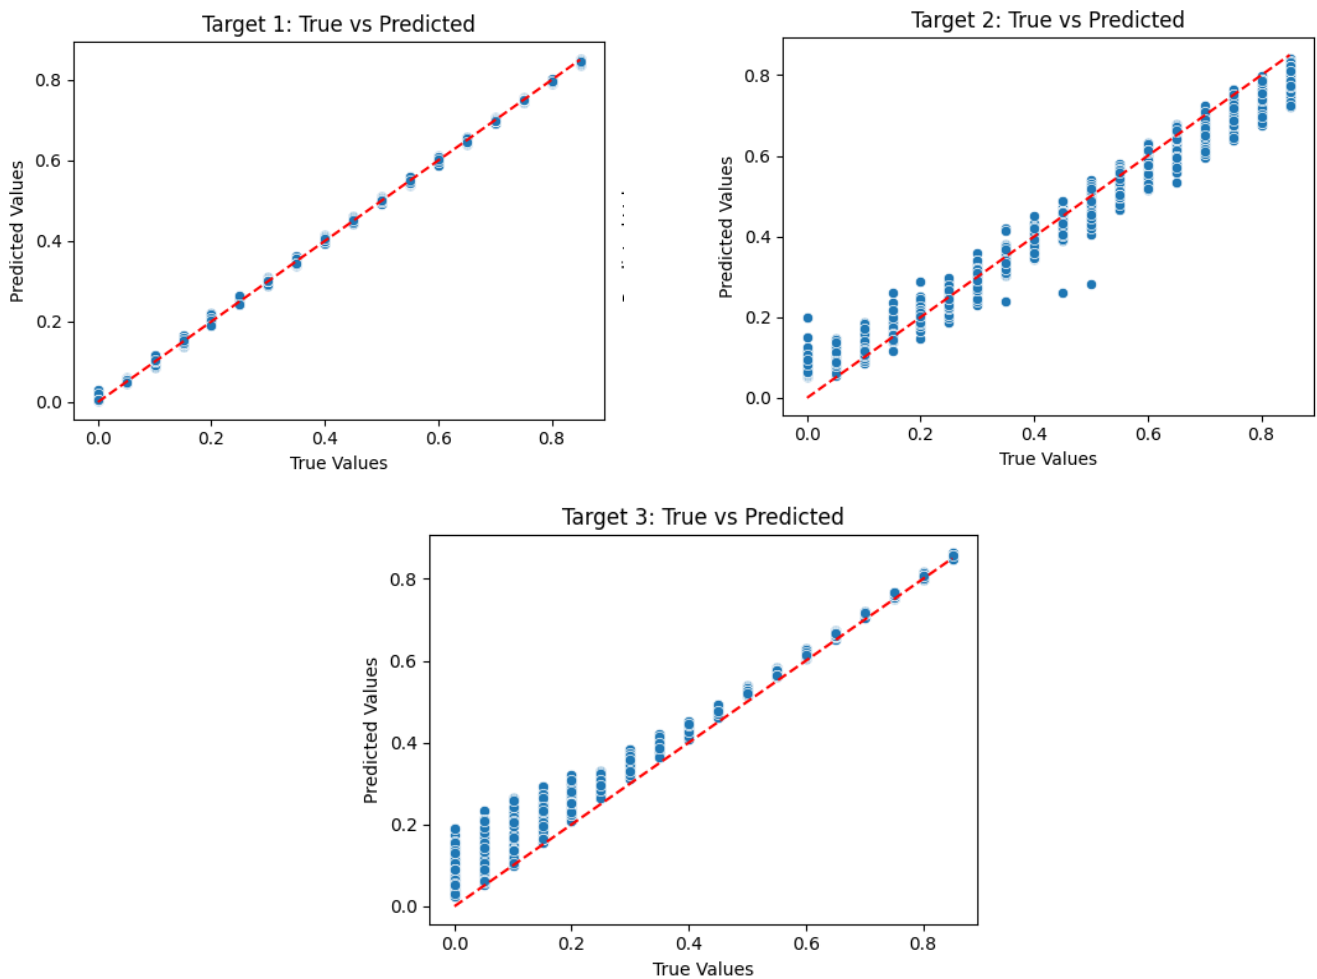 Target 1: True vs Predicted
Predicted Values
0.8
0.6
0.4
0.2
0.0
0.0 0.2 0.4 0.6 0.8
True Values
Target 2: True vs Predicted
Predicted Values
0.8
0.6
0.4
0.2
0.0
0.0 0.2 0.4 0.6 0.8
True Values
Target 3: True vs Predicted
Predicted Values
0.8
0.6
0.4
0.2
0.0
0.0 0.2 0.4 0.6 0.8
True Values